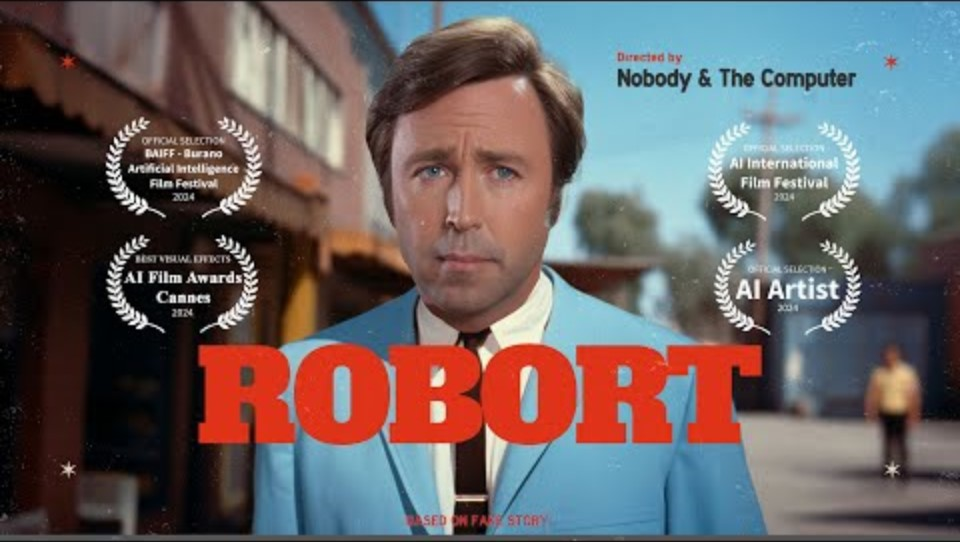 Directed by
Nobody & The Computer
OFFICIAL SELECTION
BAIFF - Burano
Artificial Intelligence
Film Festival
2024
OFFICIAL SELECTION
AI International
Film Festival
2024
BEST VISUAL EFFECTS
AI Film Awards
Cannes
2024
OFFICIAL SELECTION
AI Artist
2024
ROBORT
BASED ON FAKE STORY